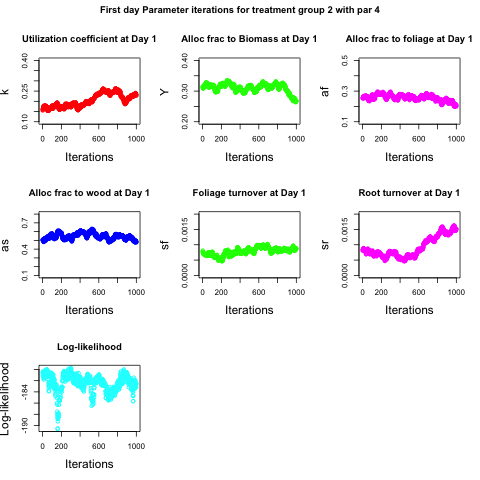 First day Parameter iterations for treatment group 2 with par 4
Utilization coefficient at Day 1
k
0.10 0.25 0.40
0 200 600 1000
Iterations
Alloc frac to Biomass at Day 1
Y
0.20 0.30 0.40
0 200 600 1000
Iterations
Alloc frac to foliage at Day 1
af
0.1 0.3 0.5
0 200 600 1000
Iterations
Alloc frac to wood at Day 1
as
0.1 0.4 0.7
0 200 600 1000
Iterations
Foliage turnover at Day 1
sf
0.0000 0.0015
0 200 600 1000
Iterations
Root turnover at Day 1
sr
0.0000 0.0015
0 200 600 1000
Iterations
Log-likelihood
Log-likelihood
-190 -184
0 200 600 1000
Iterations